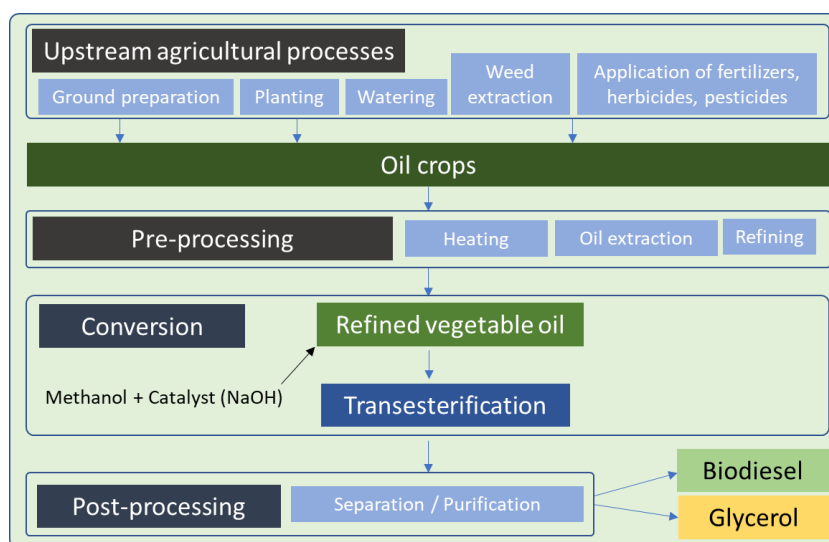 Upstream agricultural processes
Ground preparation
Planting
Watering
Weed
extraction
Application of fertilizers,
herbicides, pesticides
Oil crops
Pre-processing
Heating
Oil extraction
Refining
Conversion
Refined vegetable oil
Methanol + Catalyst (NaOH)
Transesterification
Post-processing
Separation / Purification
Biodiesel
Glycerol